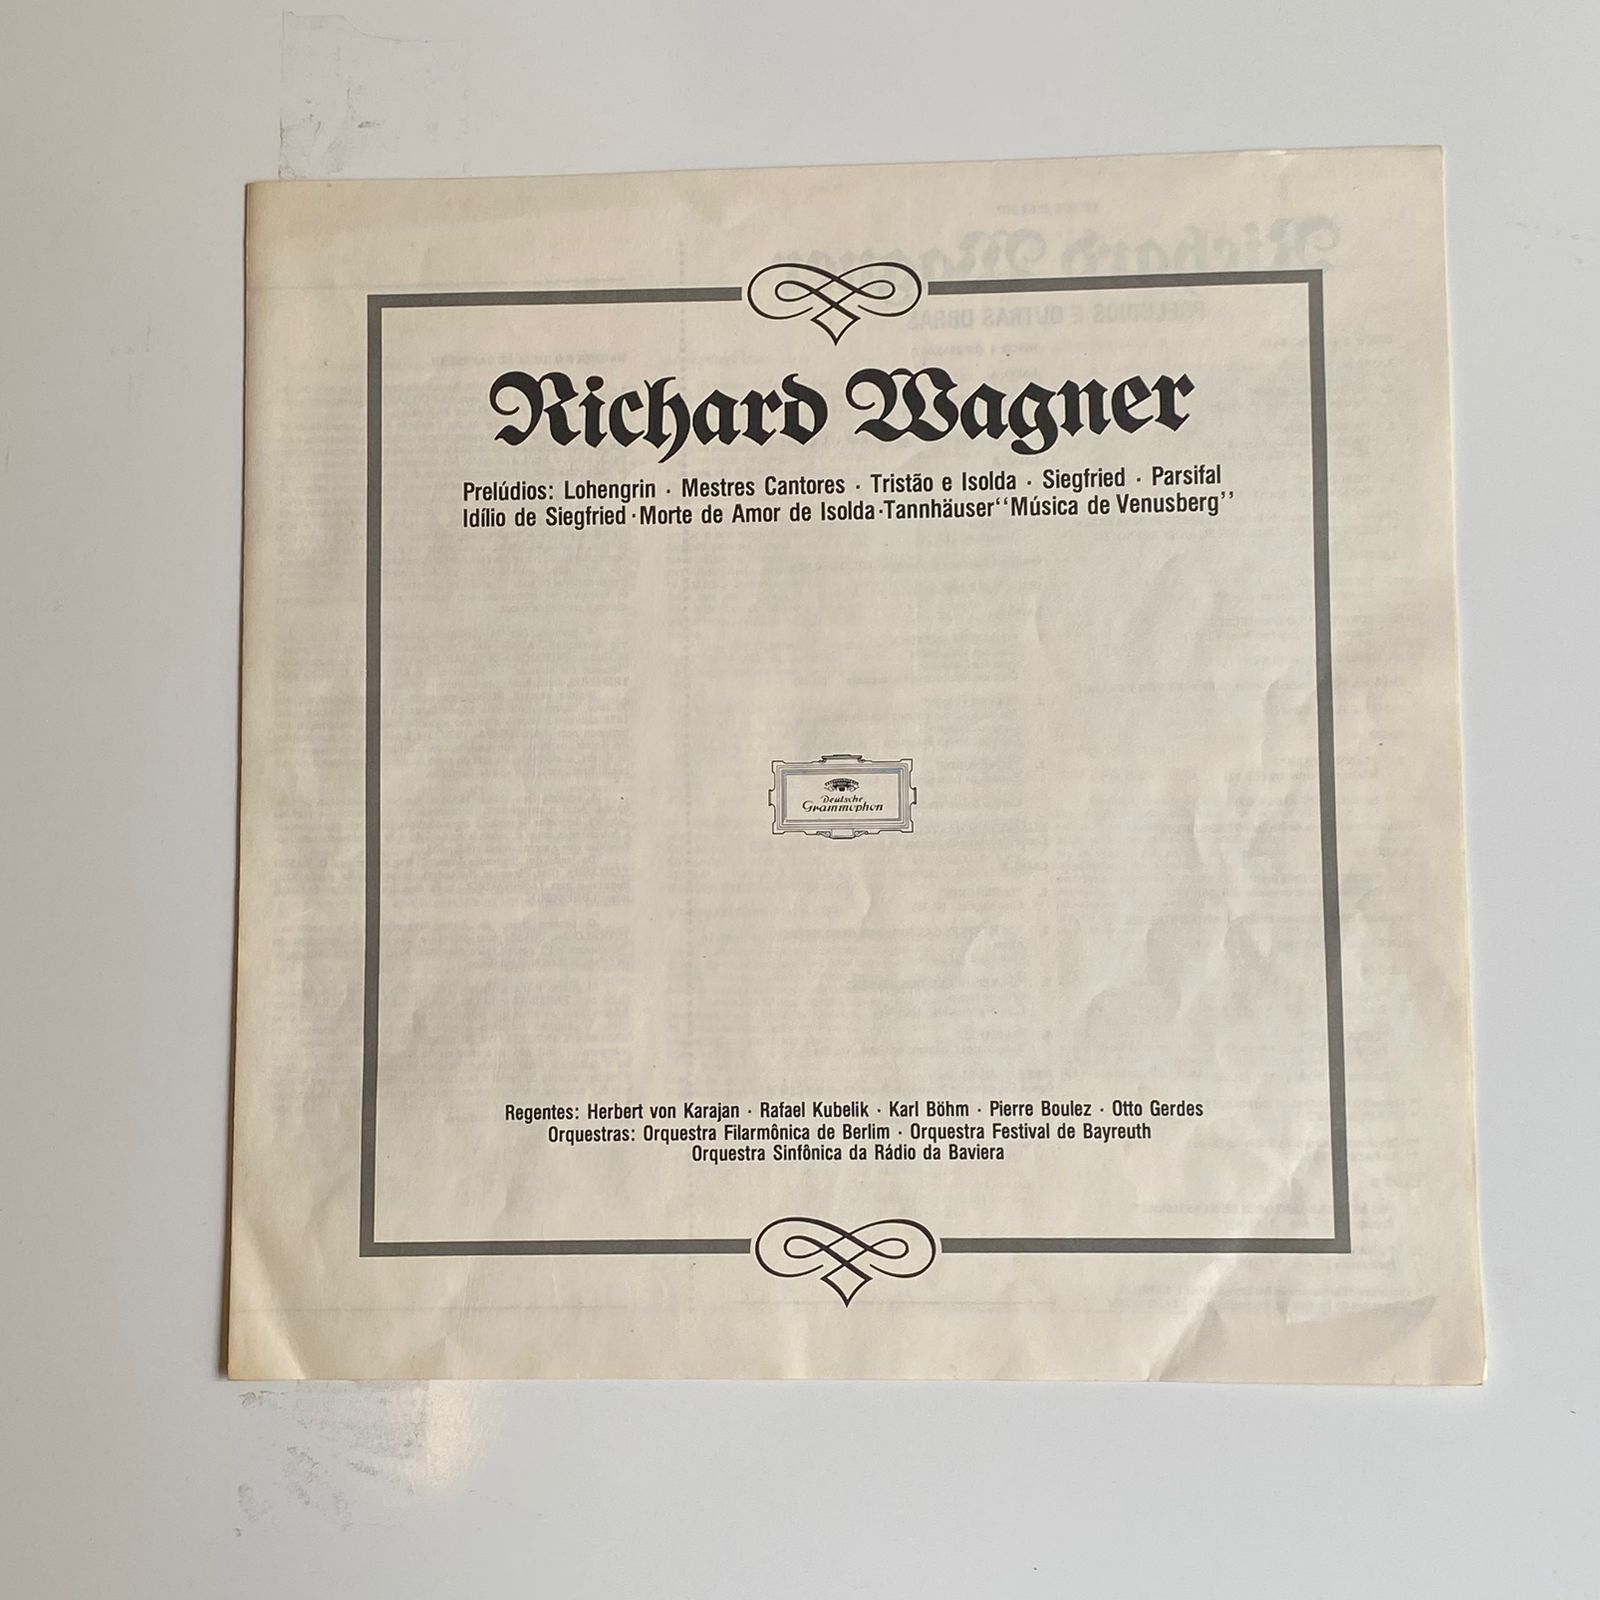 Richard Wagner
Prelúdios: Lohengrin · Mestres Cantores · Tristão e Isolda · Siegfried · Parsifal
Idílio de Siegfried · Morte de Amor de Isolda · Tannhäuser “Música de Venusberg”
Deutsche
Grammophon
Regentes: Herbert von Karajan · Rafael Kubelik · Karl Böhm · Pierre Boulez · Otto Gerdes
Orquestras: Orquestra Filarmônica de Berlim · Orquestra Festival de Bayreuth
Orquestra Sinfônica da Rádio da Baviera